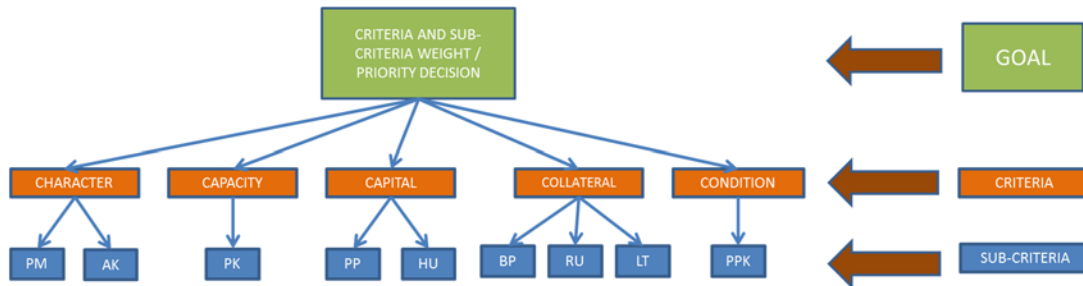 CRITERIA AND SUB-
CRITERIA WEIGHT /
PRIORITY DECISION
GOAL
CHARACTER
CAPACITY
CAPITAL
COLLATERAL
CONDITION
CRITERIA
PM
AK
PK
PP
HU
BP
RU
LT
PPK
SUB-CRITERIA